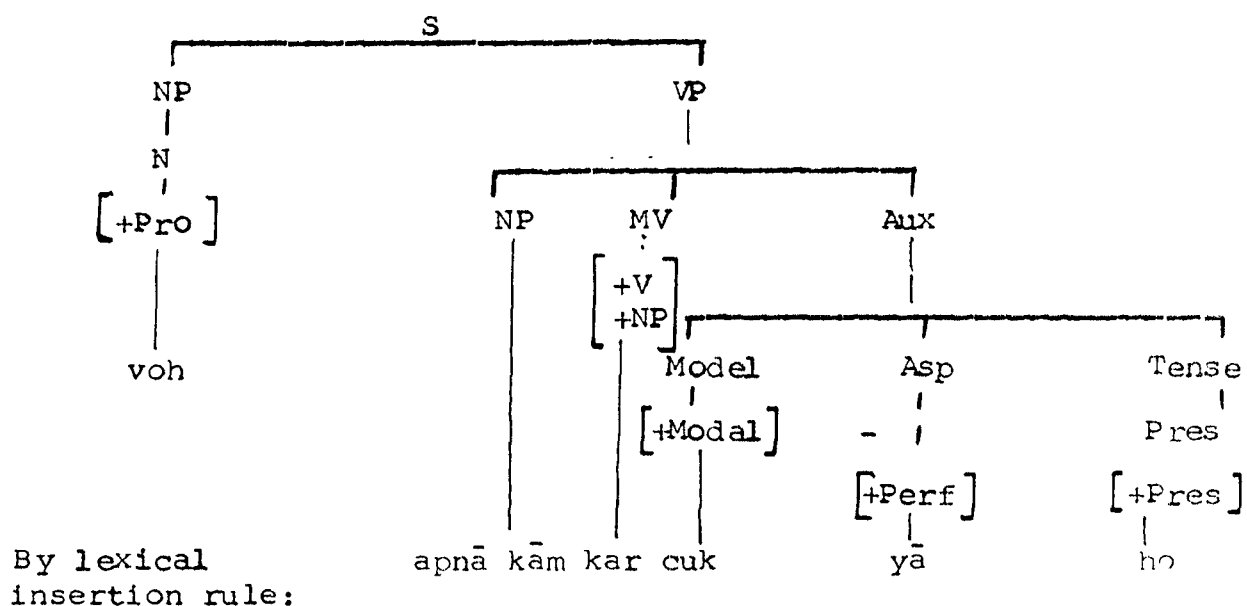 S
NP VP
N
[+Pro] NP MV Aux
[+V
+NP]
voh Model Asp Tense
[+Modal] - Pres
[+Perf] [+Pres]
By lexical apnā kām kar cuk yā ho
insertion rule: